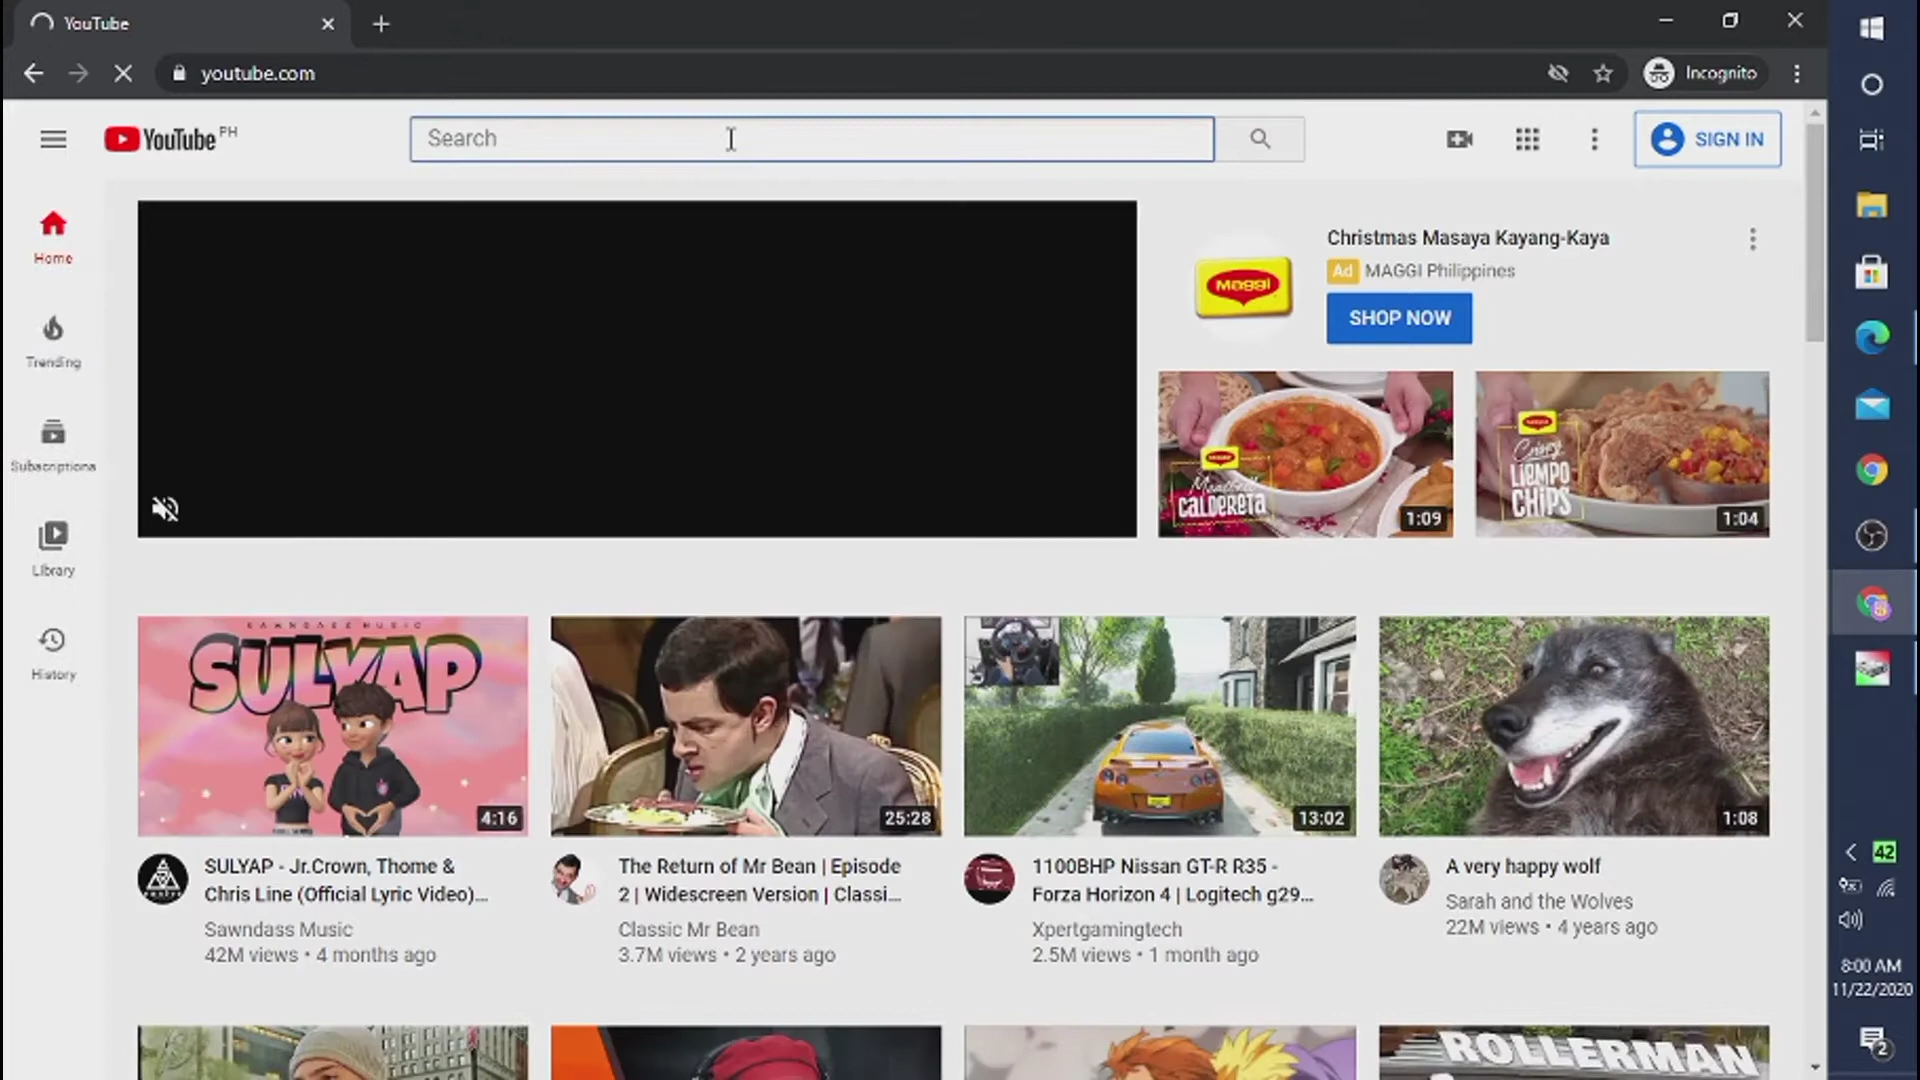 YouTube
youtube.com
Incognito
YouTube PH
Search
SIGN IN
Home
Trending
Subscriptions
Library
History
Christmas Masaya Kayang-Kaya
Ad MAGGI Philippines
SHOP NOW
Maggi
Meatball
CALDERETA
1:09
Crispy
LIEMPO
CHIPS
1:04
SAWNDASS MUSIC
SULYAP
4:16
25:28
13:02
1:08
SULYAP - Jr.Crown, Thome &
Chris Line (Official Lyric Video)...
Sawndass Music
42M views • 4 months ago
The Return of Mr Bean | Episode
2 | Widescreen Version | Classi...
Classic Mr Bean
3.7M views • 2 years ago
1100BHP Nissan GT-R R35 -
Forza Horizon 4 | Logitech g29...
Xpertgamingtech
2.5M views • 1 month ago
A very happy wolf
Sarah and the Wolves
22M views • 4 years ago
ROLLERMAN
42
8:00 AM
11/22/2020
2